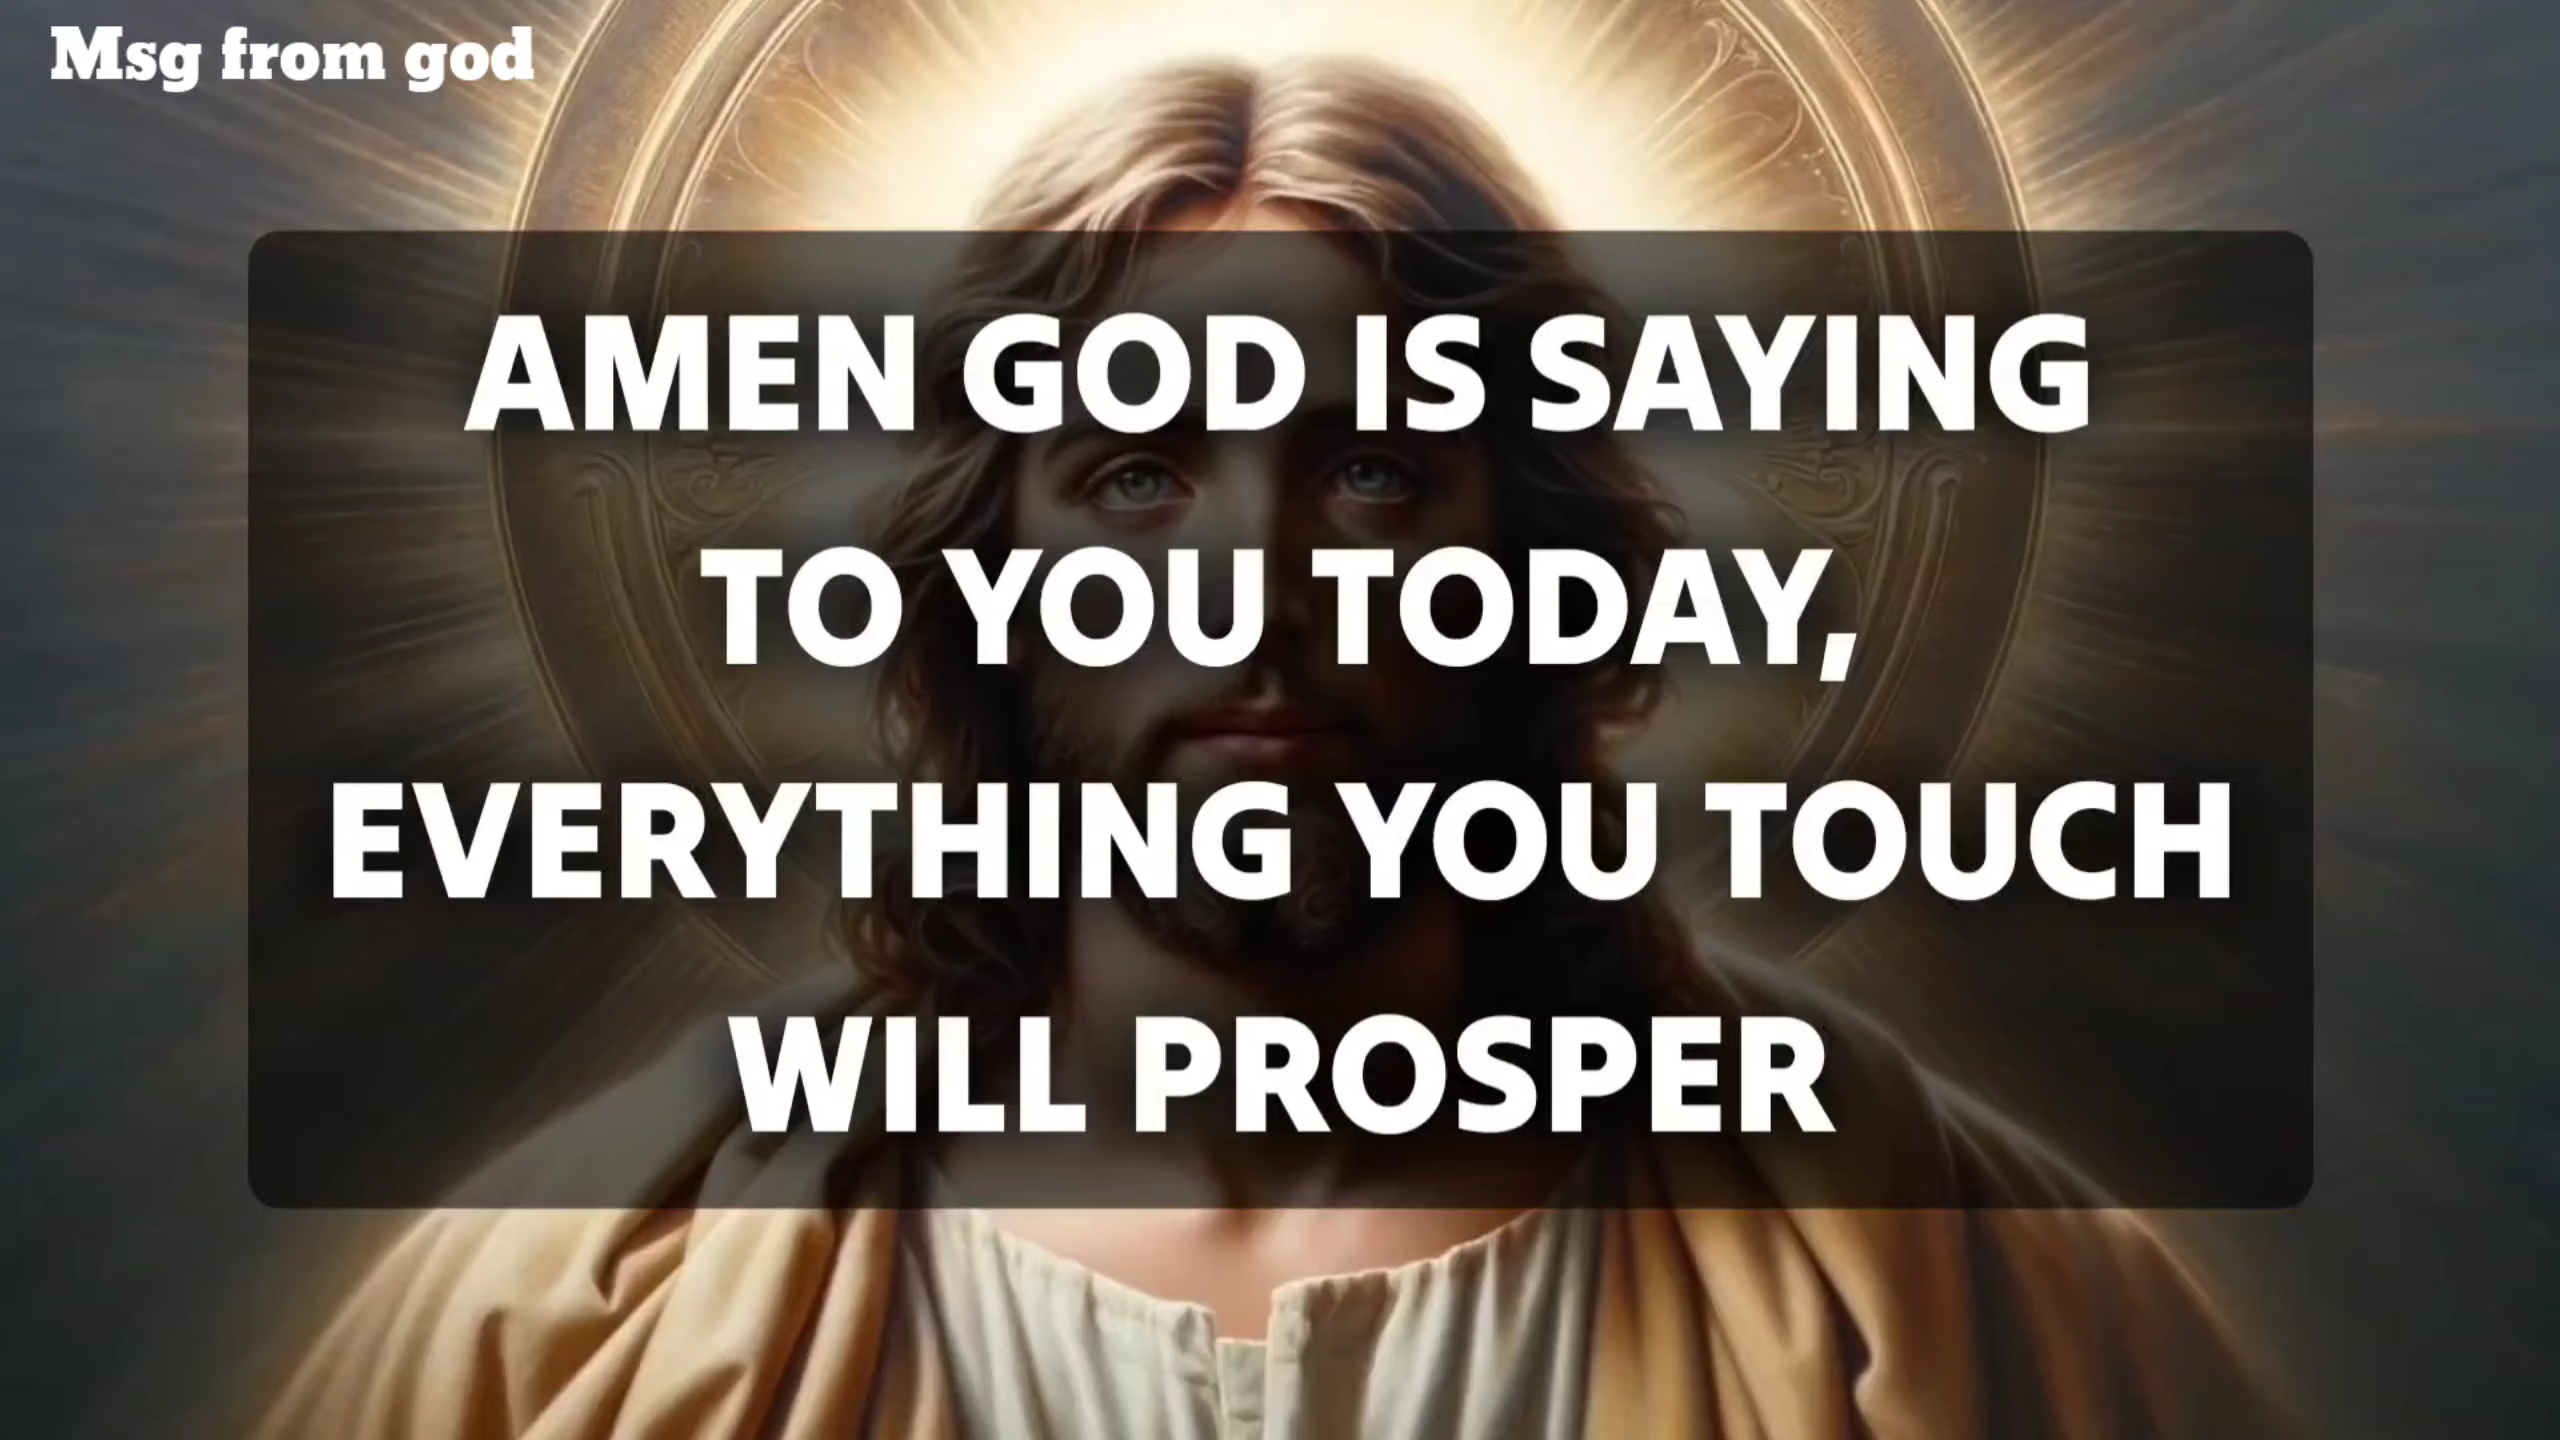 Msg from god
AMEN GOD IS SAYING
TO YOU TODAY,
EVERYTHING YOU TOUCH
WILL PROSPER